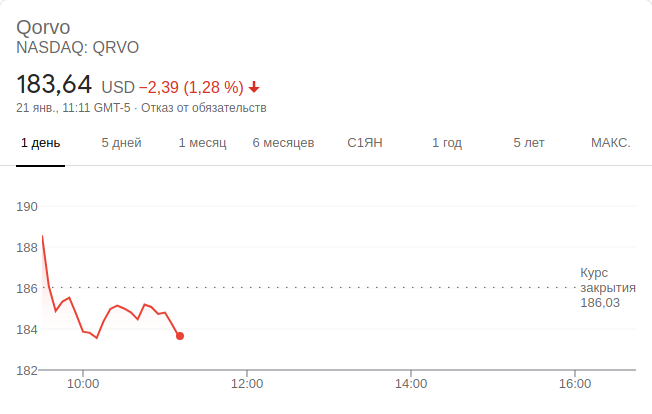 Qorvo
NASDAQ: QRVO
183,64 USD −2,39 (1,28 %)
21 янв., 11:11 GMT-5 · Отказ от обязательств
1 день 5 дней 1 месяц 6 месяцев С1ЯН 1 год 5 лет МАКС.
190
188
186
184
182
Курс
закрытия
186,03
10:00 12:00 14:00 16:00